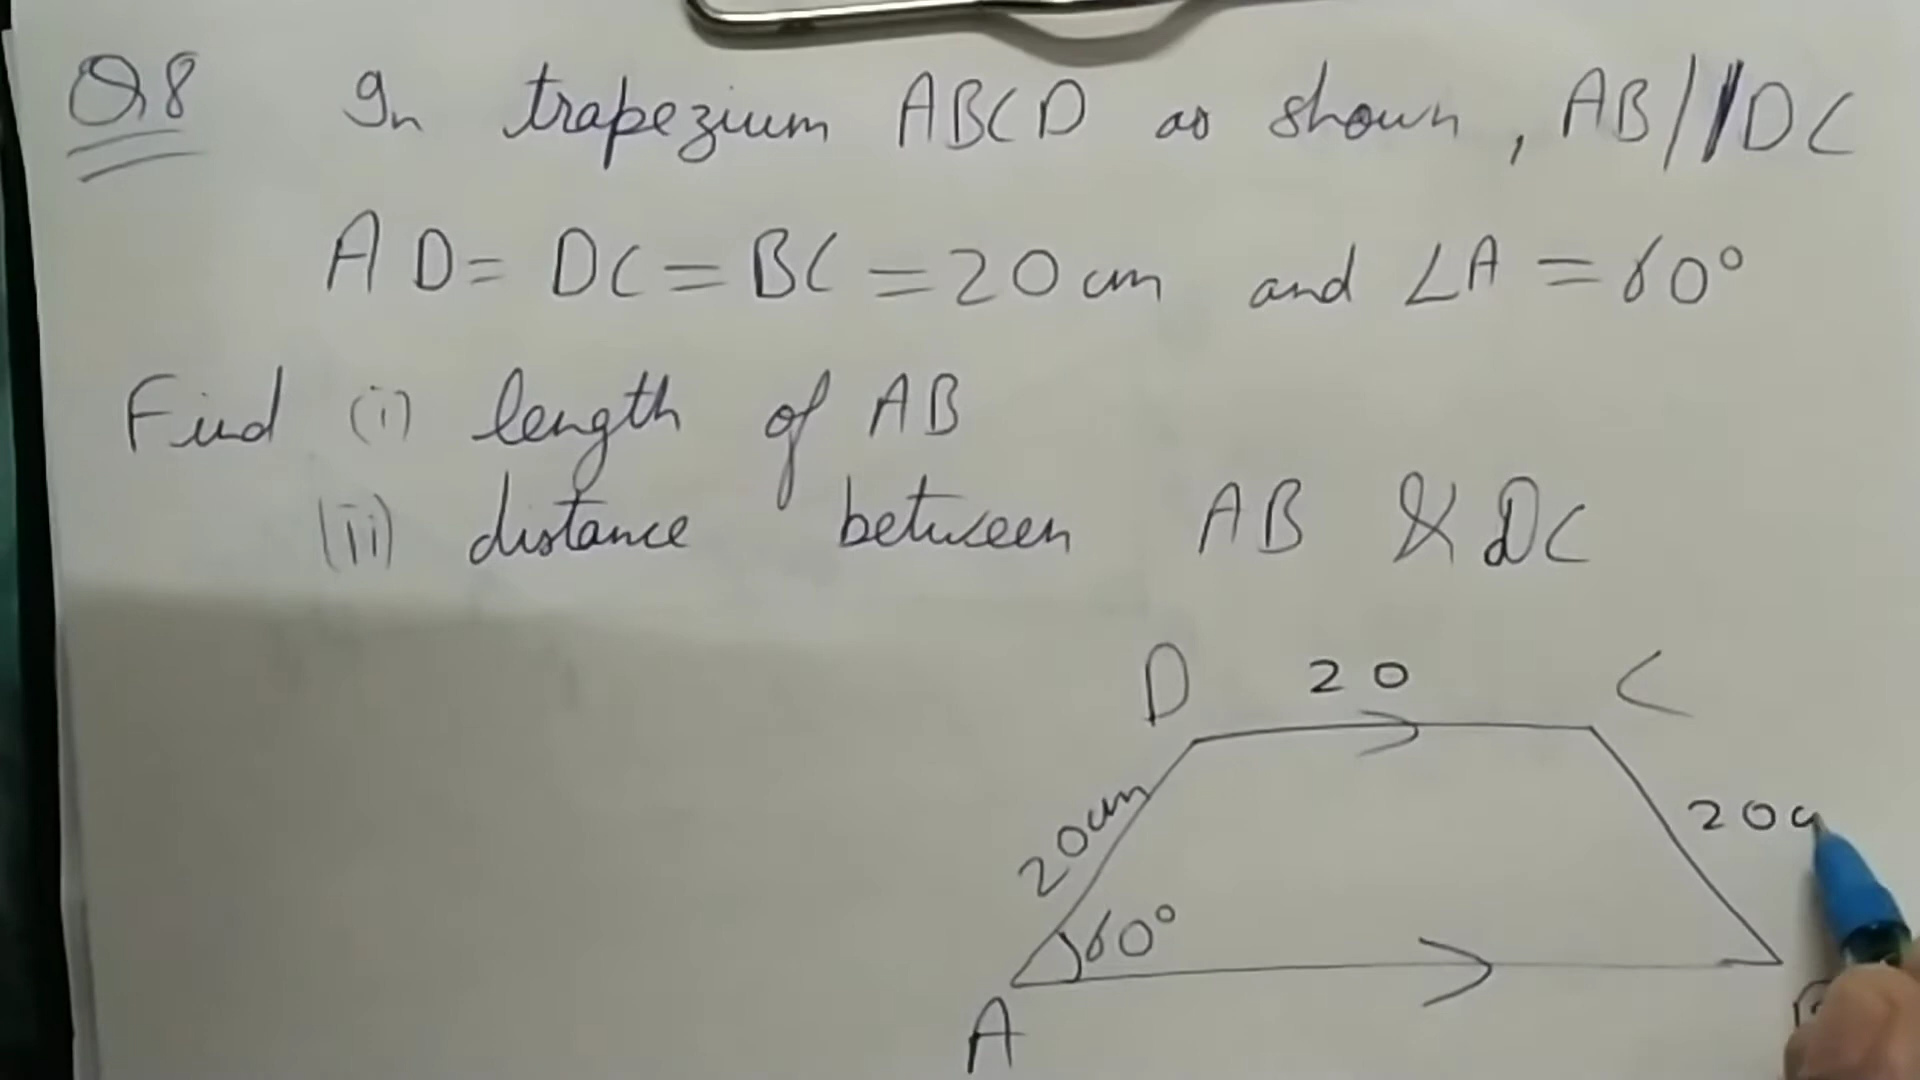 Q8 In trapezium ABCD as shown, AB//DC
AD = DC = BC = 20 cm and ∠A = 60°
Find (i) length of AB
(ii) distance between AB & DC
D 20 C
20cm
20c
60°
A